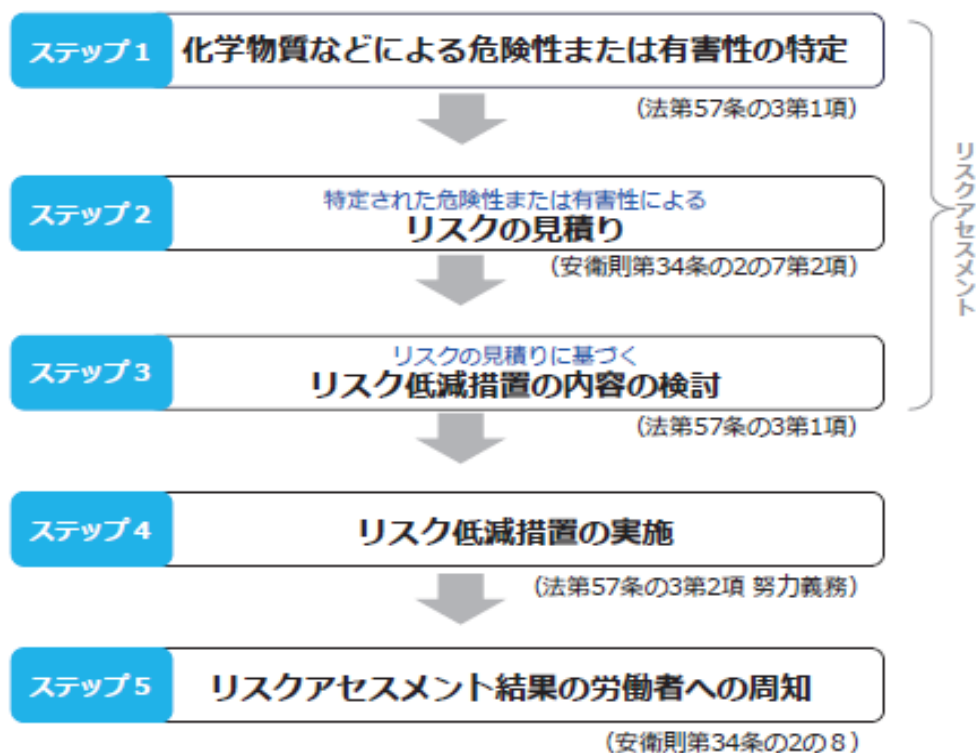 ステップ1
化学物質などによる危険性または有害性の特定
（法第57条の3第1項）
ステップ2
特定された危険性または有害性による
リスクの見積り
（安衛則第34条の2の7第2項）
ステップ3
リスクの見積りに基づく
リスク低減措置の内容の検討
（法第57条の3第1項）
リスクアセスメント
ステップ4
リスク低減措置の実施
（法第57条の3第2項 努力義務）
ステップ5
リスクアセスメント結果の労働者への周知
（安衛則第34条の2の８）